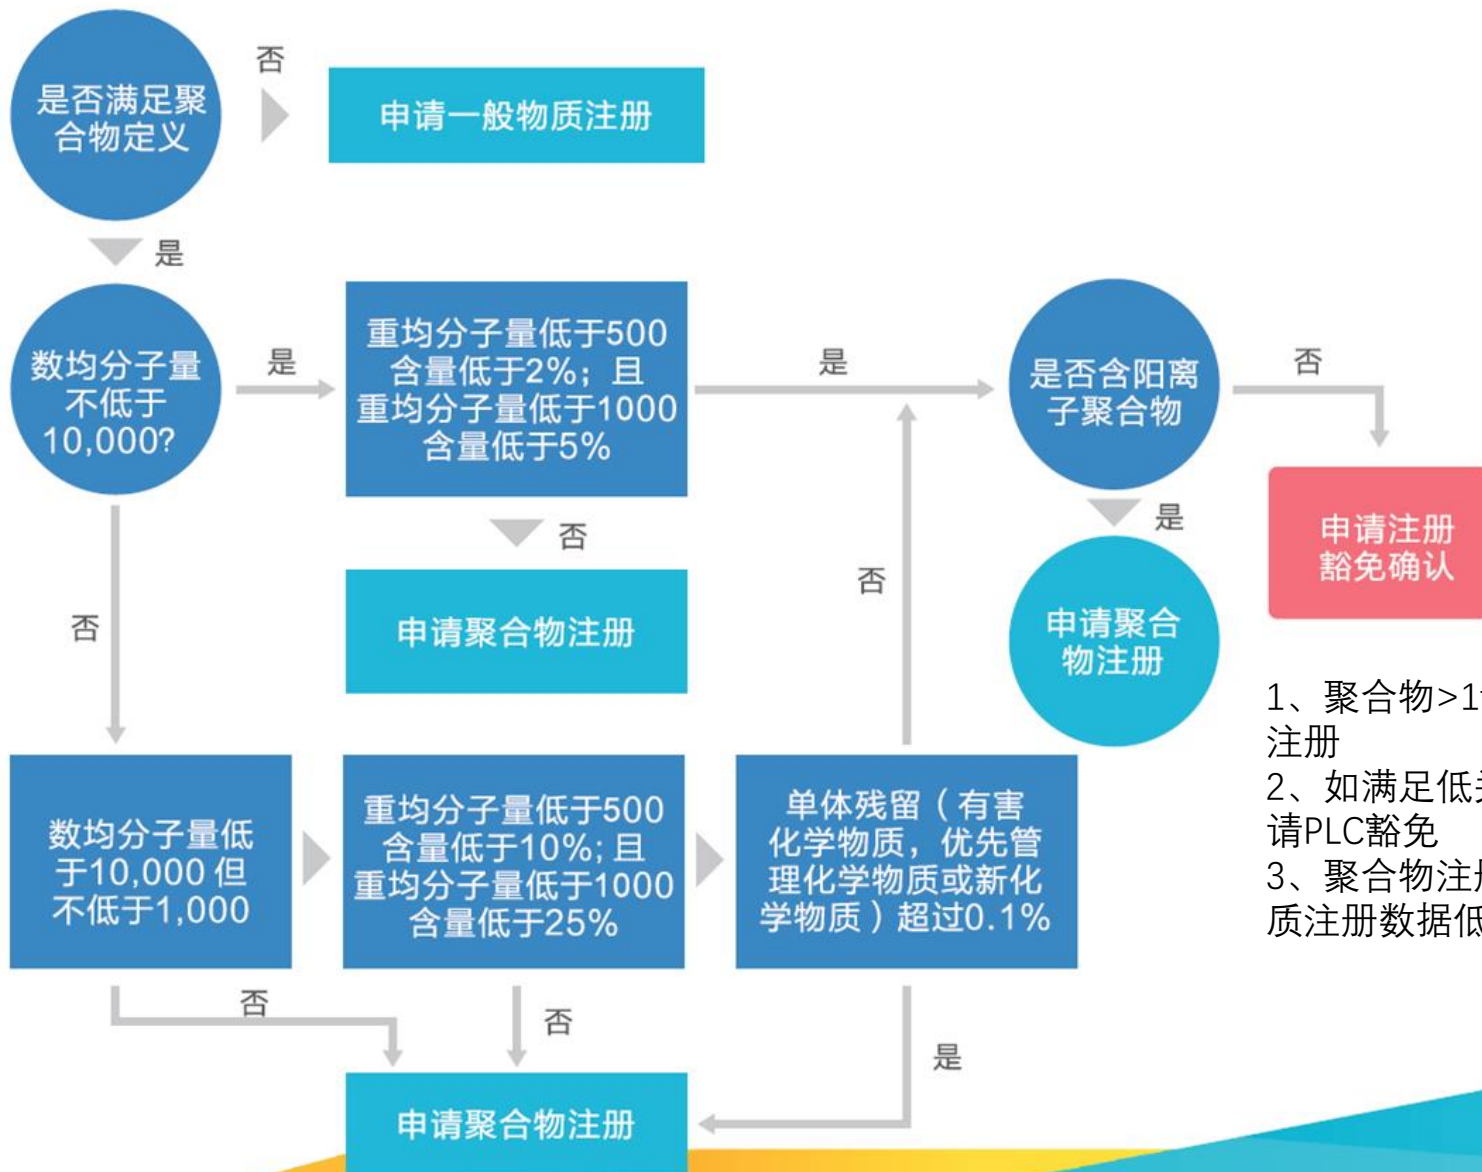 是否满足聚
合物定义
否
申请一般物质注册
是
数均分子量
不低于
10,000?
是
重均分子量低于500
含量低于2%；且
重均分子量低于1000
含量低于5%
是
是否含阳离
子聚合物
否
申请注册
豁免确认
否
申请聚合物注册
是
申请聚合
物注册
否
否
数均分子量低
于10,000 但
不低于1,000
重均分子量低于500
含量低于10%; 且
重均分子量低于1000
含量低于25%
单体残留（有害
化学物质，优先管
理化学物质或新化
学物质）超过0.1%
否
否
是
申请聚合物注册
1、聚合物>1
注册
2、如满足低
请PLC豁免
3、聚合物注
质注册数据低